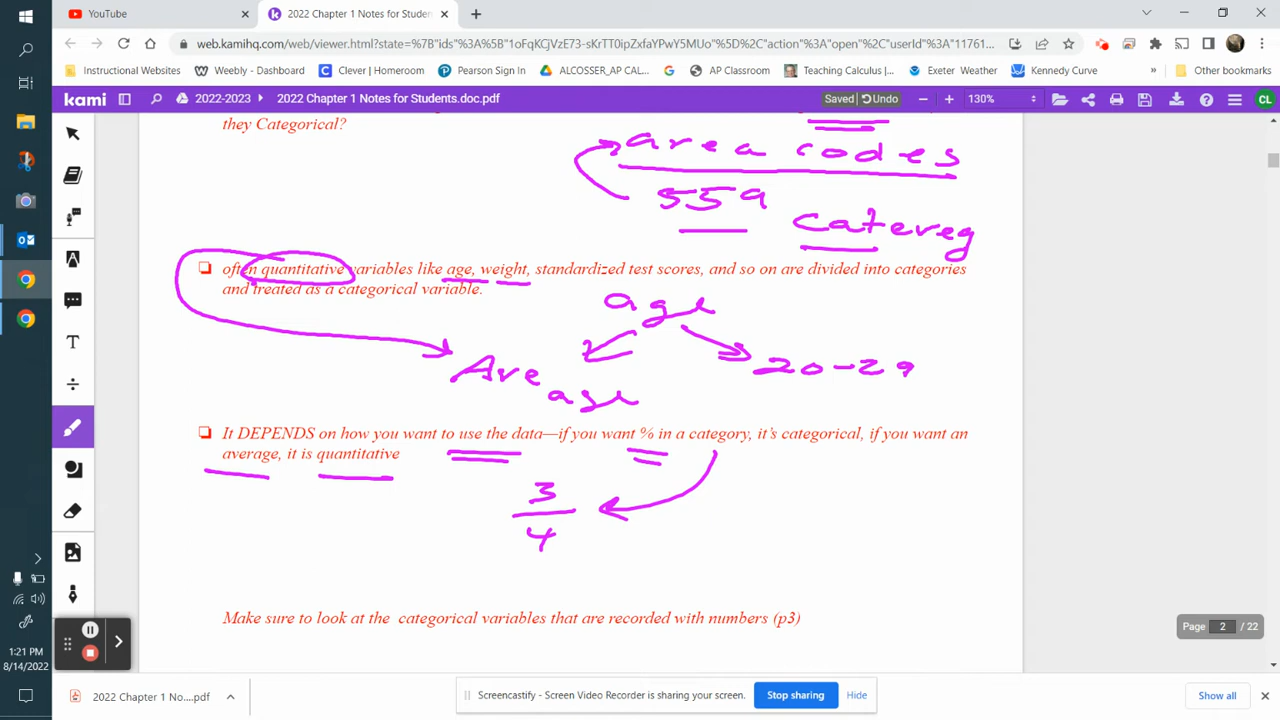 YouTube
2022 Chapter 1 Notes for Studen
web.kamihq.com/web/viewer.html?state=%7B"ids"%3A%5B"1oFqKCjVzE73-sKrTT0ipZxfaYPwY5MUo"%5D%2C"action"%3A"open"%2C"userId"%3A"11761...
Instructional Websites
Weebly - Dashboard
Clever | Homeroom
Pearson Sign In
ALCOSSER_AP CAL...
AP Classroom
Teaching Calculus |...
Exeter Weather
Kennedy Curve
»
Other bookmarks
kami
2022-2023
2022 Chapter 1 Notes for Students.doc.pdf
Saved
Undo
130%
CL
they Categorical?
area codes
559
catereg
often quantitative variables like age, weight, standardized test scores, and so on are divided into categories
and treated as a categorical variable.
age
Ave
age
20-29
It DEPENDS on how you want to use the data—if you want % in a category, it's categorical, if you want an
average, it is quantitative
3
4
Make sure to look at the categorical variables that are recorded with numbers (p3)
Page 2 / 22
1:21 PM
8/14/2022
2022 Chapter 1 No....pdf
Screencastify - Screen Video Recorder is sharing your screen.
Stop sharing
Hide
Show all